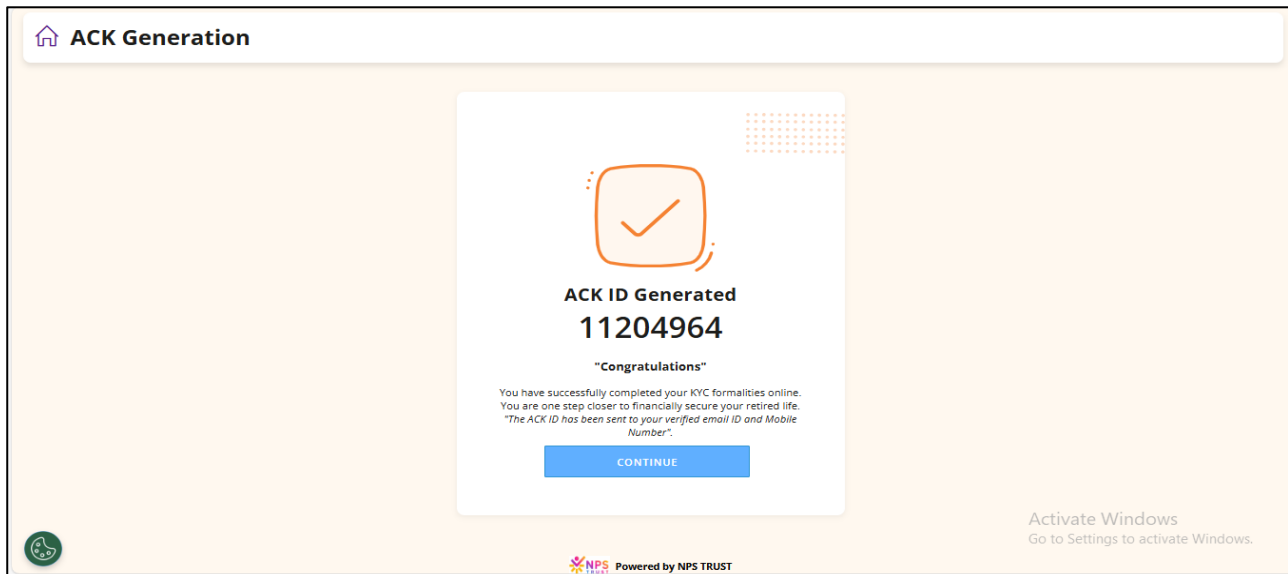 ACK Generation
ACK ID Generated
11204964
"Congratulations"
You have successfully completed your KYC formalities online.
You are one step closer to financially secure your retired life.
"The ACK ID has been sent to your verified email ID and Mobile
Number".
CONTINUE
Activate Windows
Go to Settings to activate Windows.
NPS
TRUST
Powered by NPS TRUST